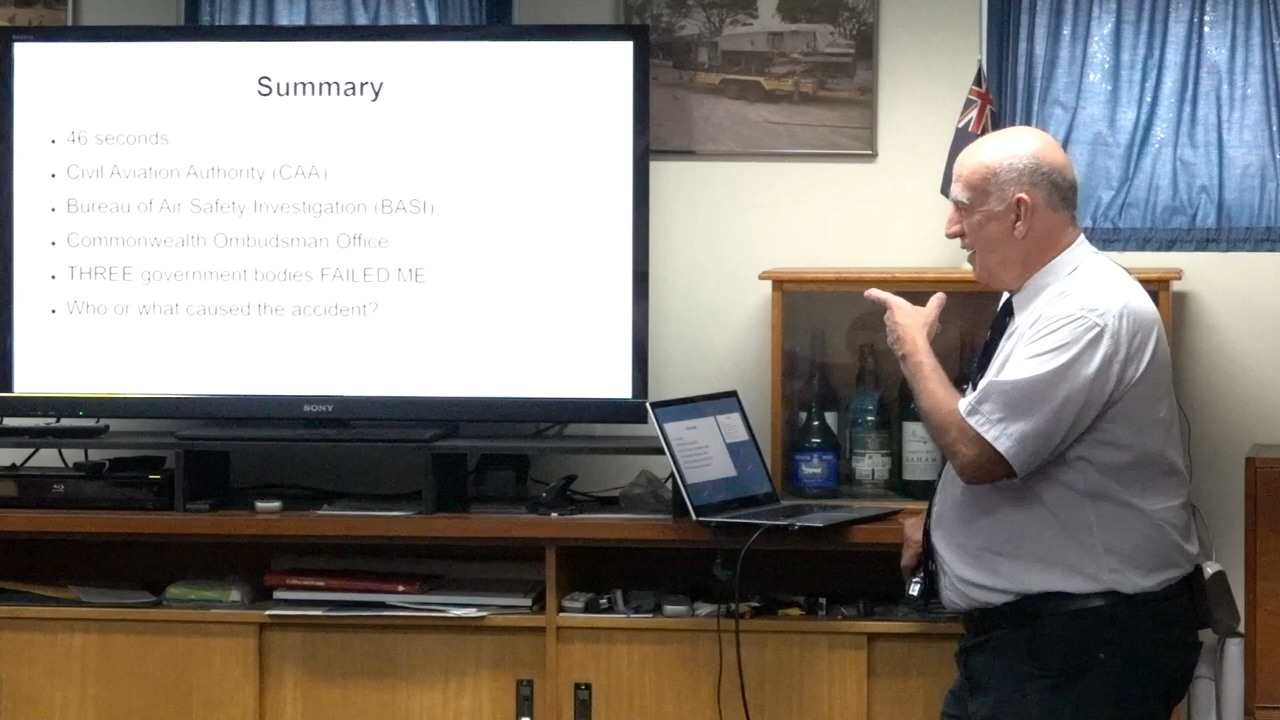 Summary
46 seconds
Civil Aviation Authority (CAA)
Bureau of Air Safety Investigation (BASI)
Commonwealth Ombudsman Office
THREE government bodies FAILED ME
Who or what caused the accident?
SONY